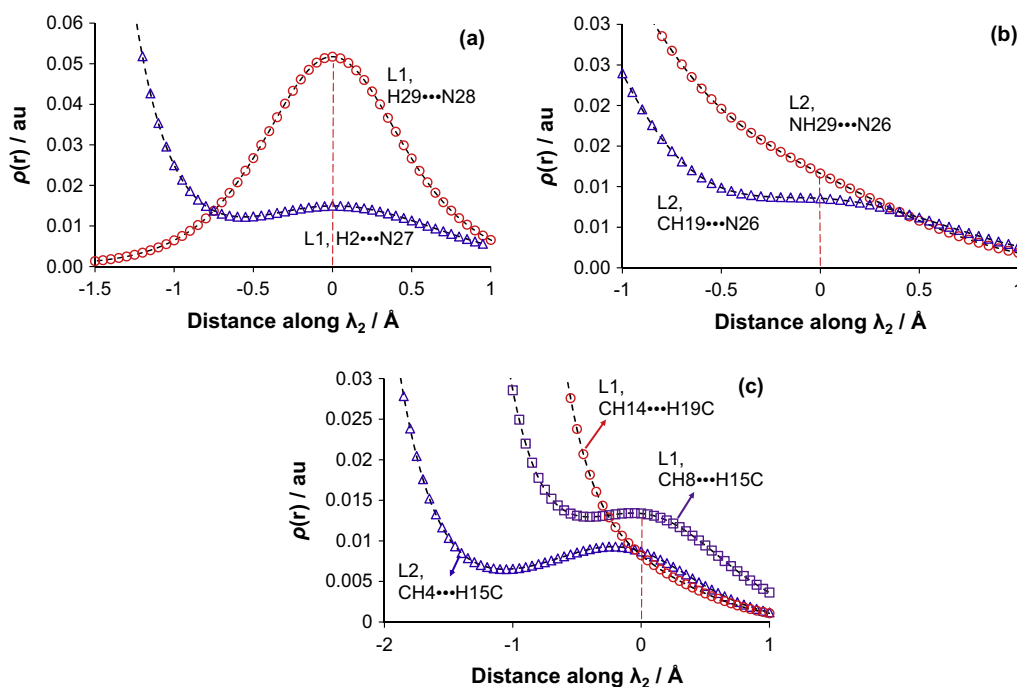 (a)
ρ(r) / au
0.06
0.05
0.04
0.03
0.02
0.01
0.00
L1,
H29•••N28
L1, H2•••N27
-1.5 -1 -0.5 0 0.5 1
Distance along λ2 / Å
(b)
ρ(r) / au
0.03
0.03
0.02
0.02
0.01
0.01
0.00
L2,
NH29•••N26
L2,
CH19•••N26
-1 -0.5 0 0.5 1
Distance along λ2 / Å
(c)
ρ(r) / au
0.03
0.025
0.02
0.015
0.01
0.005
0
L1,
CH14•••H19C
L1,
CH8•••H15C
L2,
CH4•••H15C
-2 -1 0 1
Distance along λ2 / Å